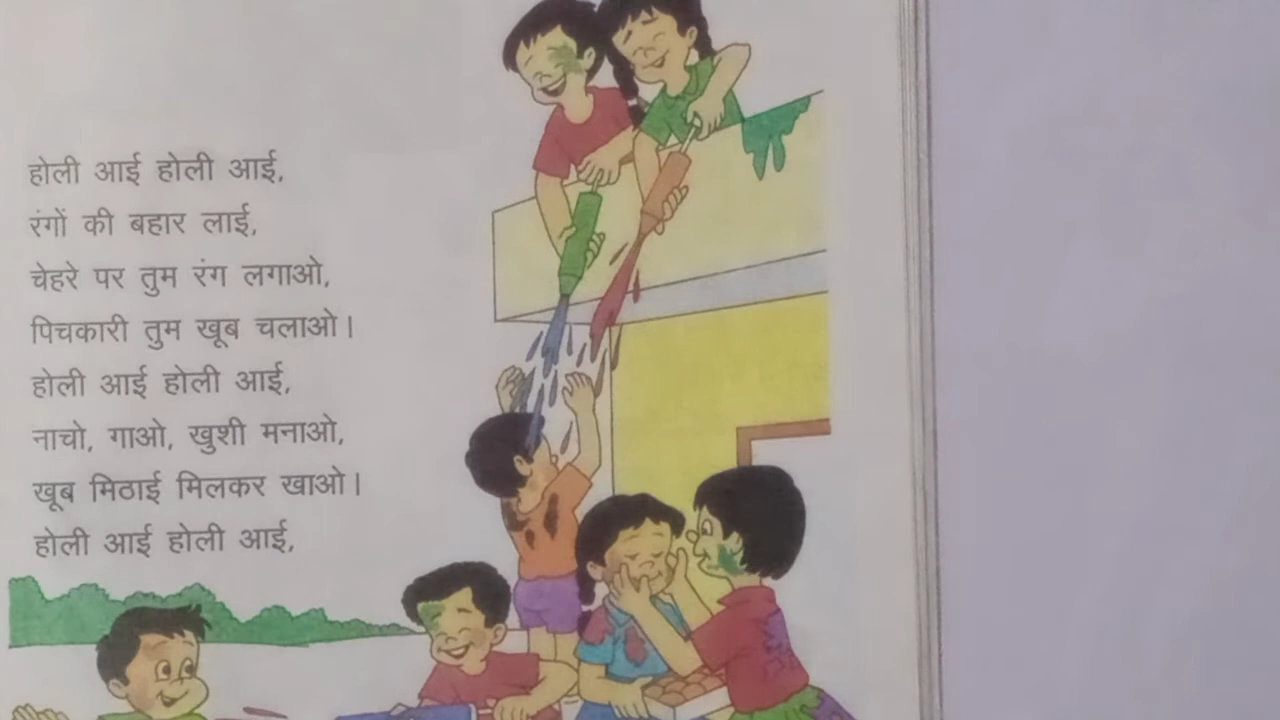 होली आई होली आई,
रंगों की बहार लाई,
चेहरे पर तुम रंग लगाओ,
पिचकारी तुम खूब चलाओ।
होली आई होली आई,
नाचो, गाओ, खुशी मनाओ,
खूब मिठाई मिलकर खाओ।
होली आई होली आई,